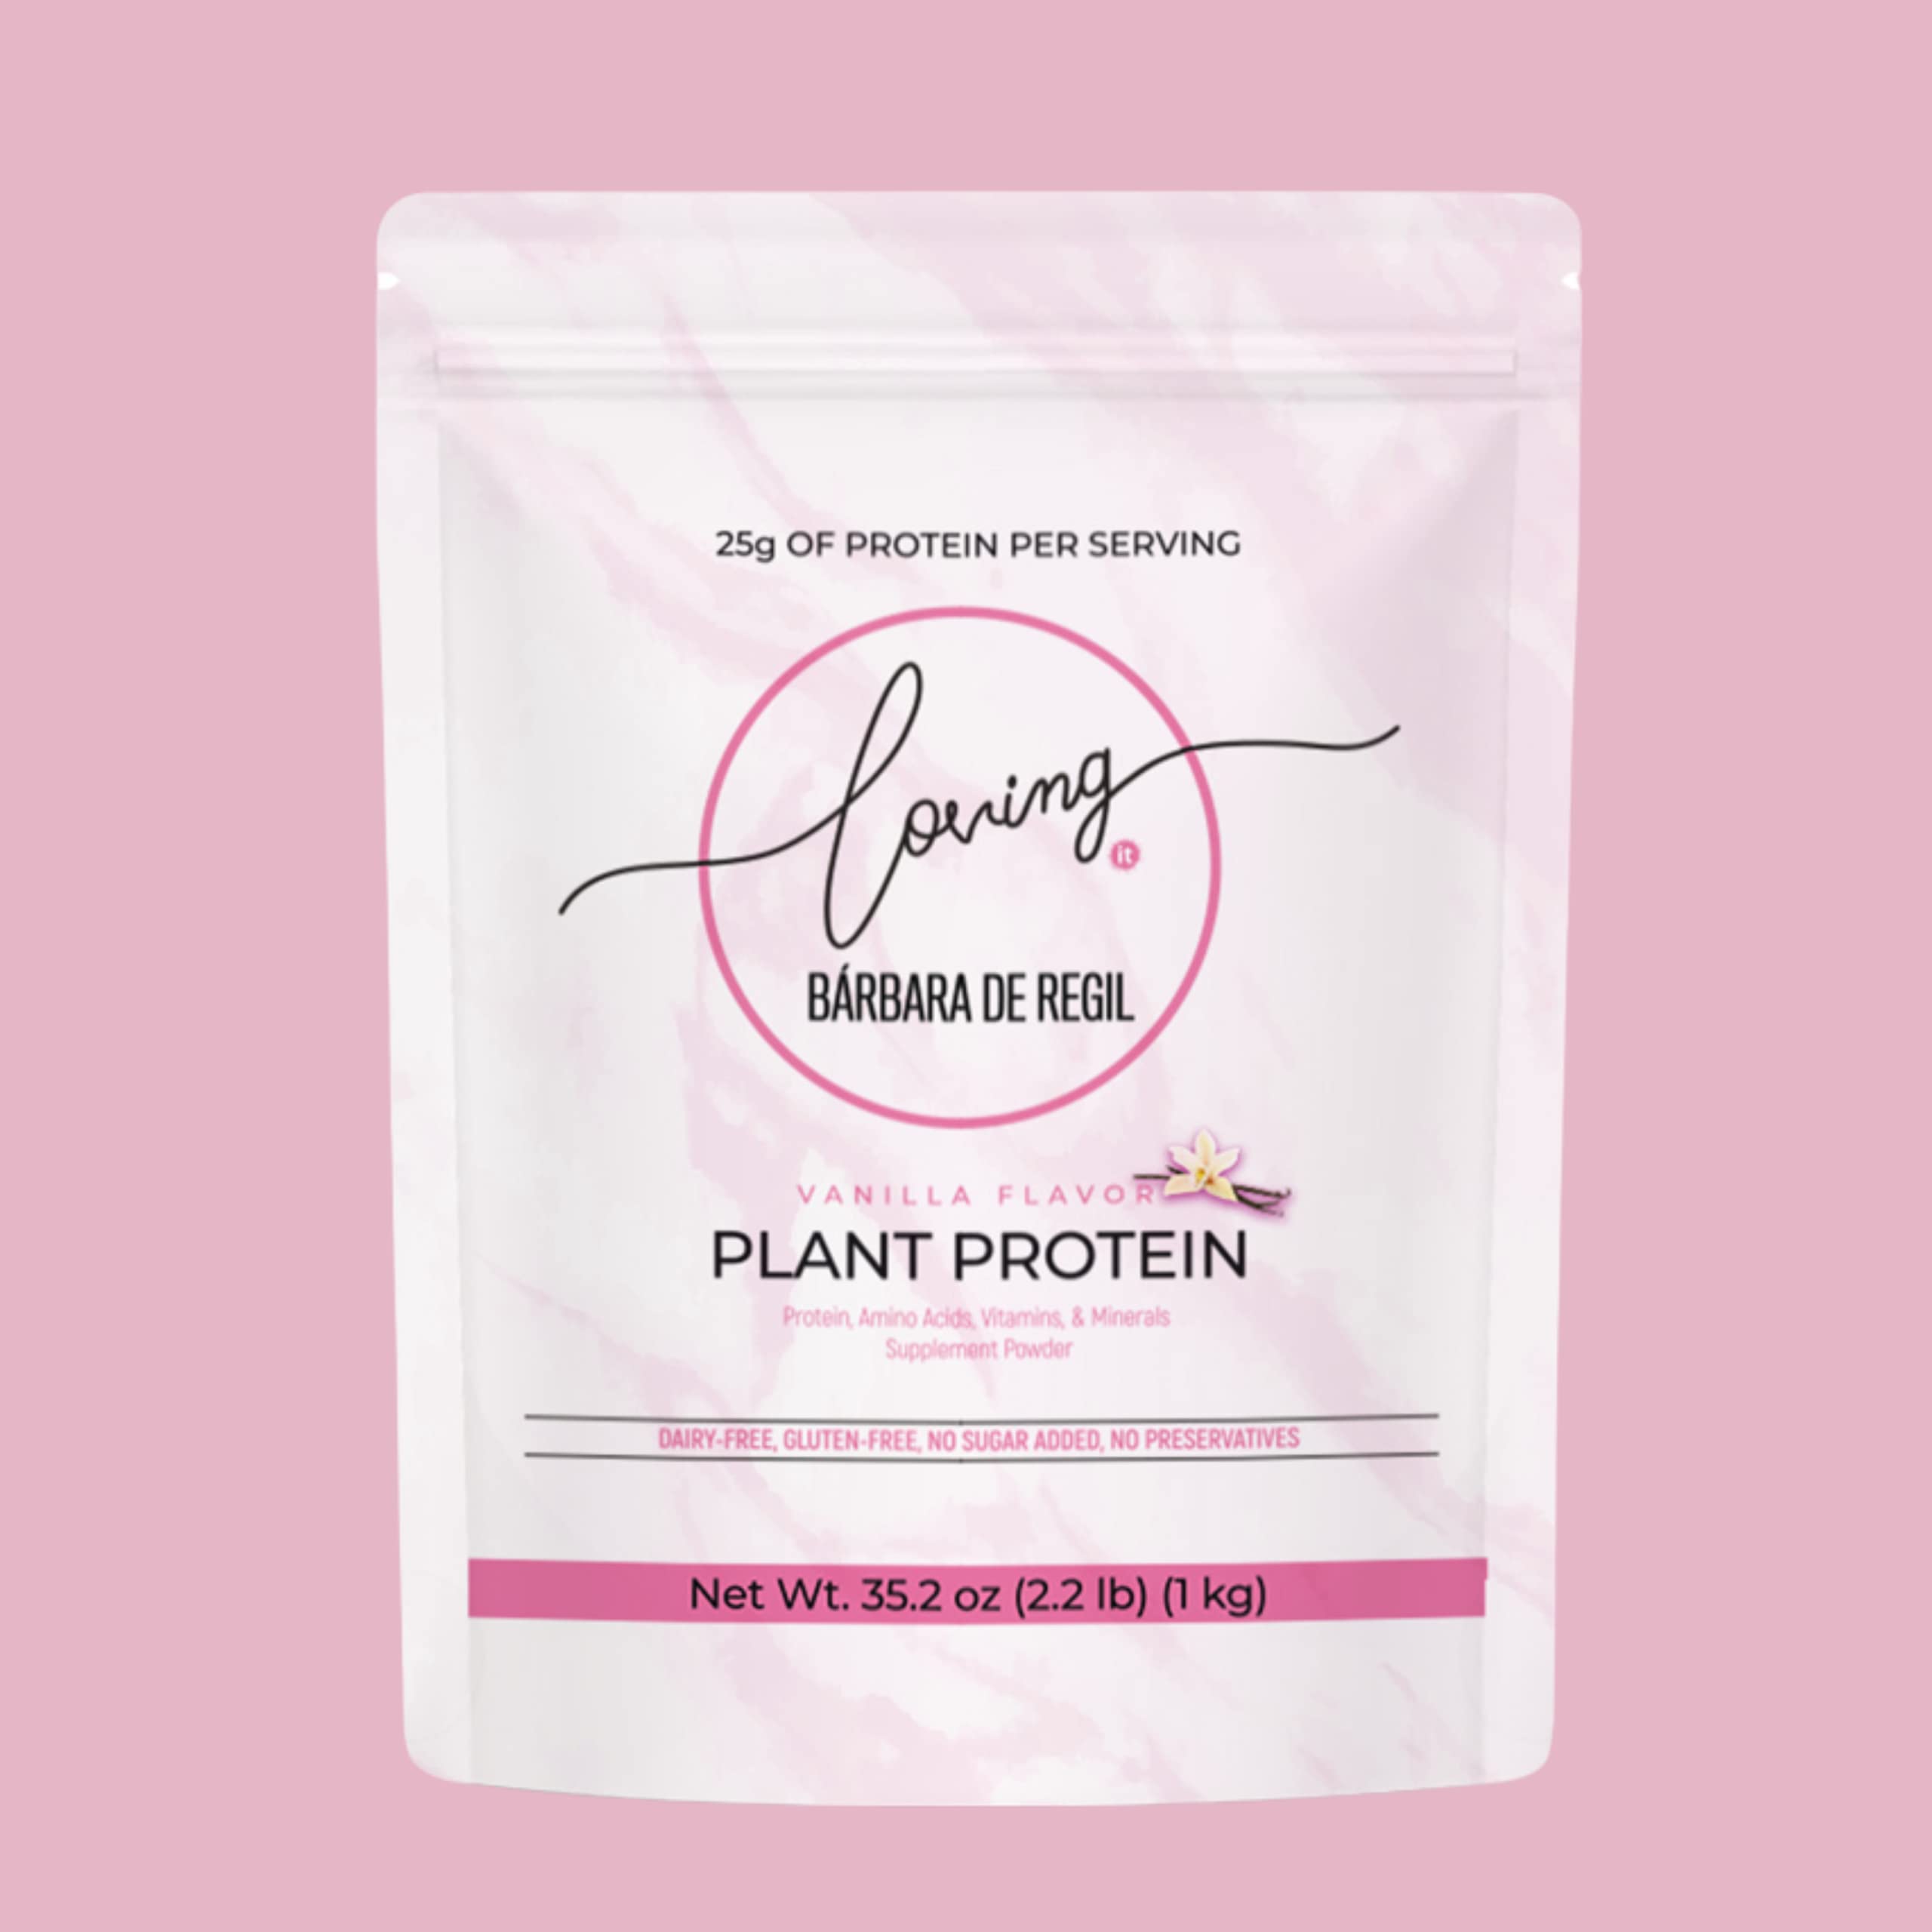 25g OF PROTEIN PER SERVING
loving
it
BÁRBARA DE REGIL
VANILLA FLAVOR
PLANT PROTEIN
Protein, Amino Acids, Vitamins, & Minerals
Supplement Powder
DAIRY-FREE, GLUTEN-FREE, NO SUGAR ADDED, NO PRESERVATIVES
Net Wt. 35.2 oz (2.2 lb) (1 kg)